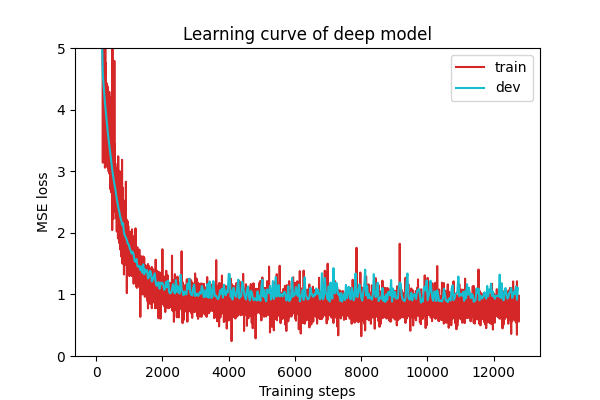 Learning curve of deep model
train
dev
MSE loss
5
4
3
2
1
0
0 2000 4000 6000 8000 10000 12000
Training steps